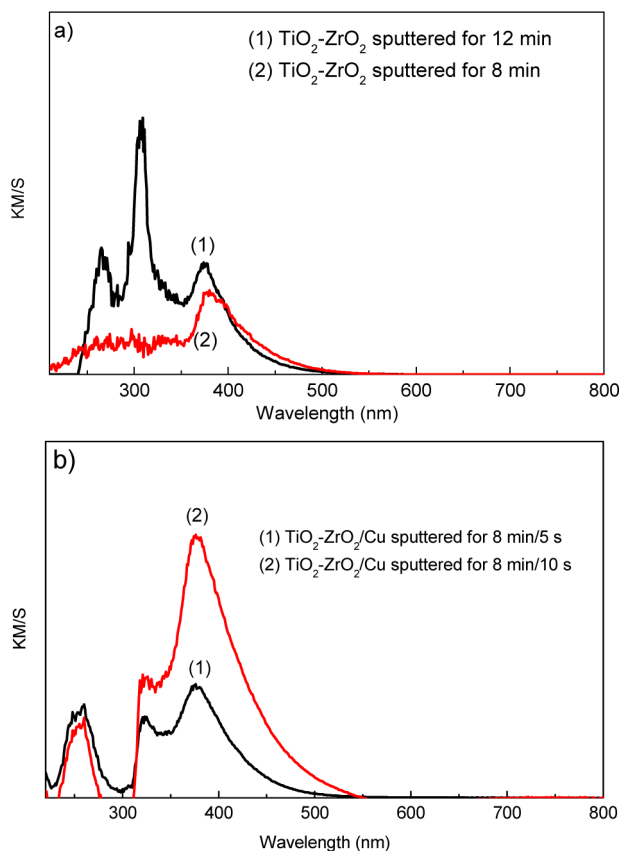 a)
(1) TiO₂-ZrO₂ sputtered for 12 min
(2) TiO₂-ZrO₂ sputtered for 8 min
KM/S
(1)
(2)
300 400 500 600 700 800
Wavelength (nm)
b)
(2)
(1) TiO₂-ZrO₂/Cu sputtered for 8 min/5 s
(2) TiO₂-ZrO₂/Cu sputtered for 8 min/10 s
KM/S
(1)
300 400 500 600 700 800
Wavelength (nm)